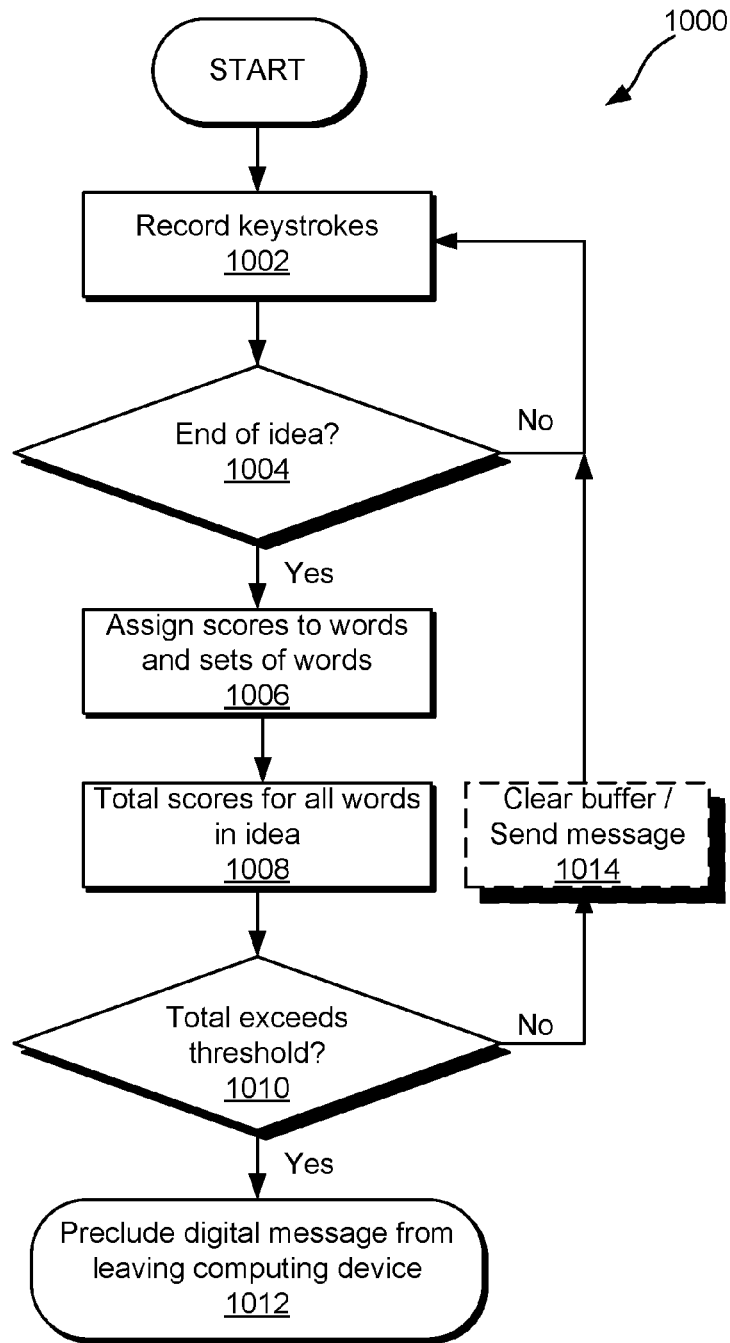 1000
START
Record keystrokes
1002
End of idea?
1004
No
Yes
Assign scores to words
and sets of words
1006
Total scores for all words
in idea
1008
Clear buffer /
Send message
1014
Total exceeds
threshold?
1010
No
Yes
Preclude digital message from
leaving computing device
1012